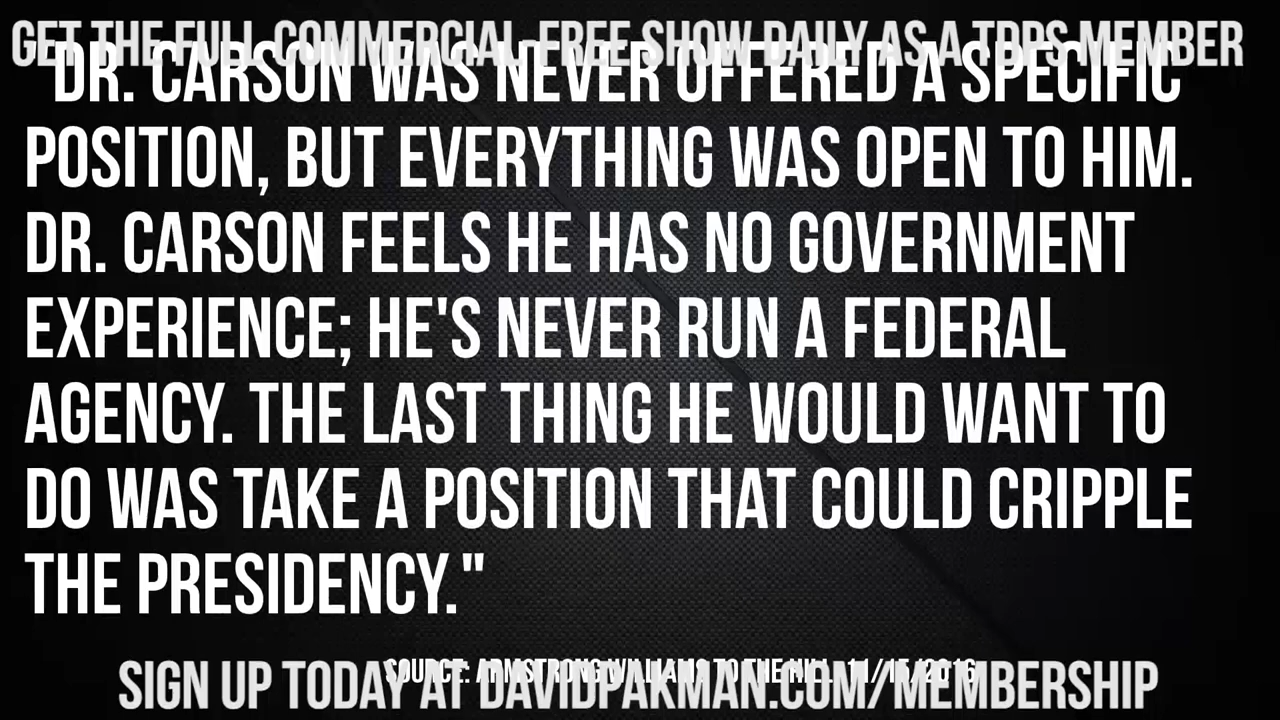 GET THE FULL COMMERCIAL-FREE SHOW DAILY AS A TDPS MEMBER
"DR. CARSON WAS NEVER OFFERED A SPECIFIC
POSITION, BUT EVERYTHING WAS OPEN TO HIM.
DR. CARSON FEELS HE HAS NO GOVERNMENT
EXPERIENCE; HE'S NEVER RUN A FEDERAL
AGENCY. THE LAST THING HE WOULD WANT TO
DO WAS TAKE A POSITION THAT COULD CRIPPLE
THE PRESIDENCY."
SOURCE: ARMSTRONG WILLIAMS TO THE HILL, 11/15/2016
SIGN UP TODAY AT DAVIDPAKMAN.COM/MEMBERSHIP